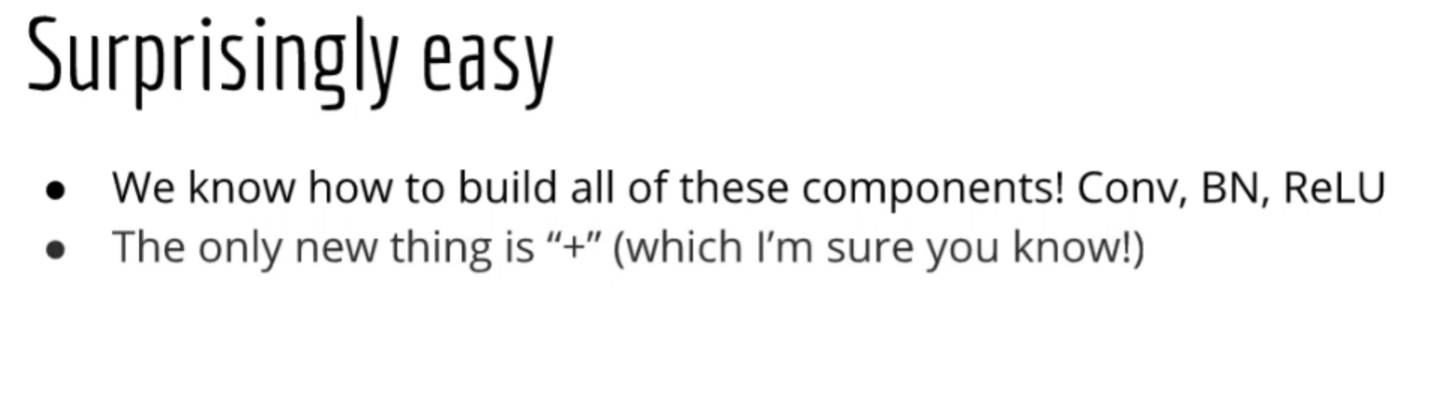 Surprisingly easy
● We know how to build all of these components! Conv, BN, ReLU
● The only new thing is “+” (which I’m sure you know!)